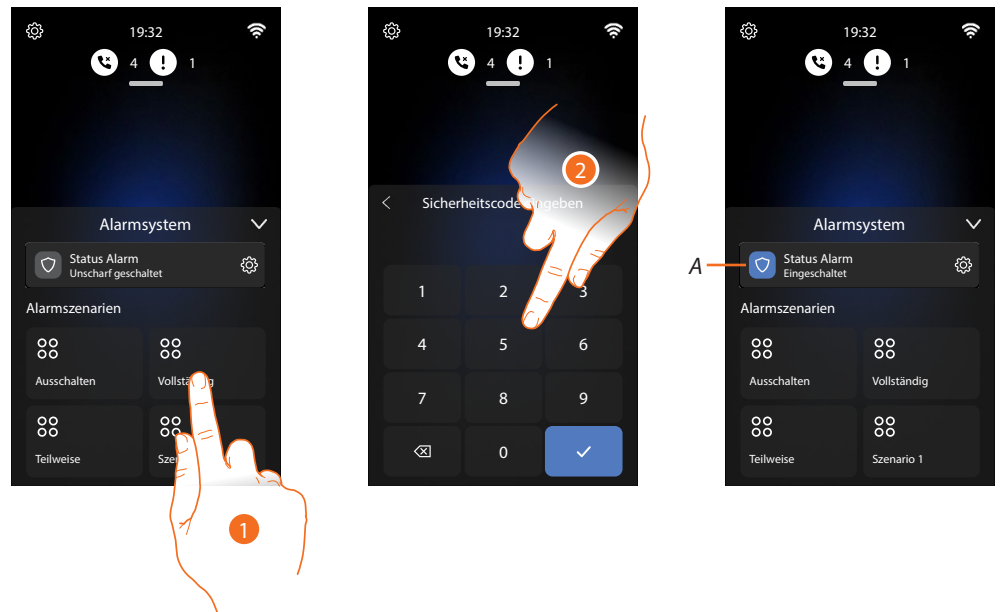 19:32
4 1
Alarmsystem
Status Alarm
Unscharf geschaltet
Alarmszenarien
Ausschalten
Teilweise
1
19:32
4 1
Sicherheitscode
2
1 2 3
4 5 6
7 8 9
0
19:32
4 1
Alarmsystem
A
Status Alarm
Eingeschaltet
Alarmszenarien
Ausschalten Vollständig
Teilweise Szenario 1